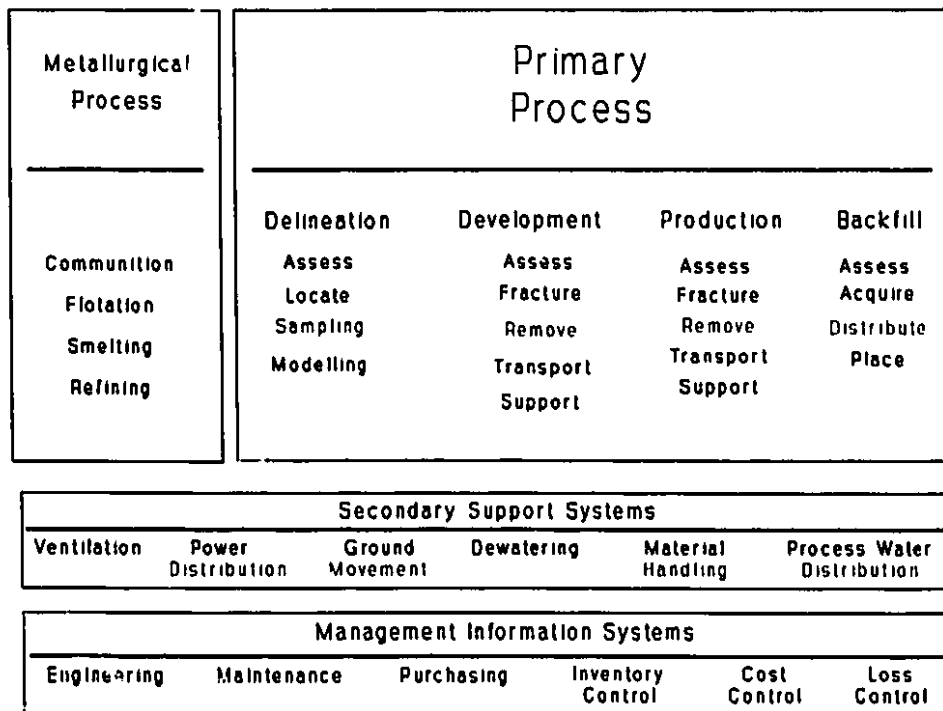 Metallurgical
Process
Communition
Flotation
Smelting
Refining
Primary
Process
Delineation
Assess
Locate
Sampling
Modelling
Development
Assess
Fracture
Remove
Transport
Support
Production
Assess
Fracture
Remove
Transport
Support
Backfill
Assess
Acquire
Distribute
Place
Secondary Support Systems
Ventilation
Power
Distribution
Ground
Movement
Dewatering
Material
Handling
Process Water
Distribution
Management Information Systems
Engineering
Maintenance
Purchasing
Inventory
Control
Cost
Control
Loss
Control